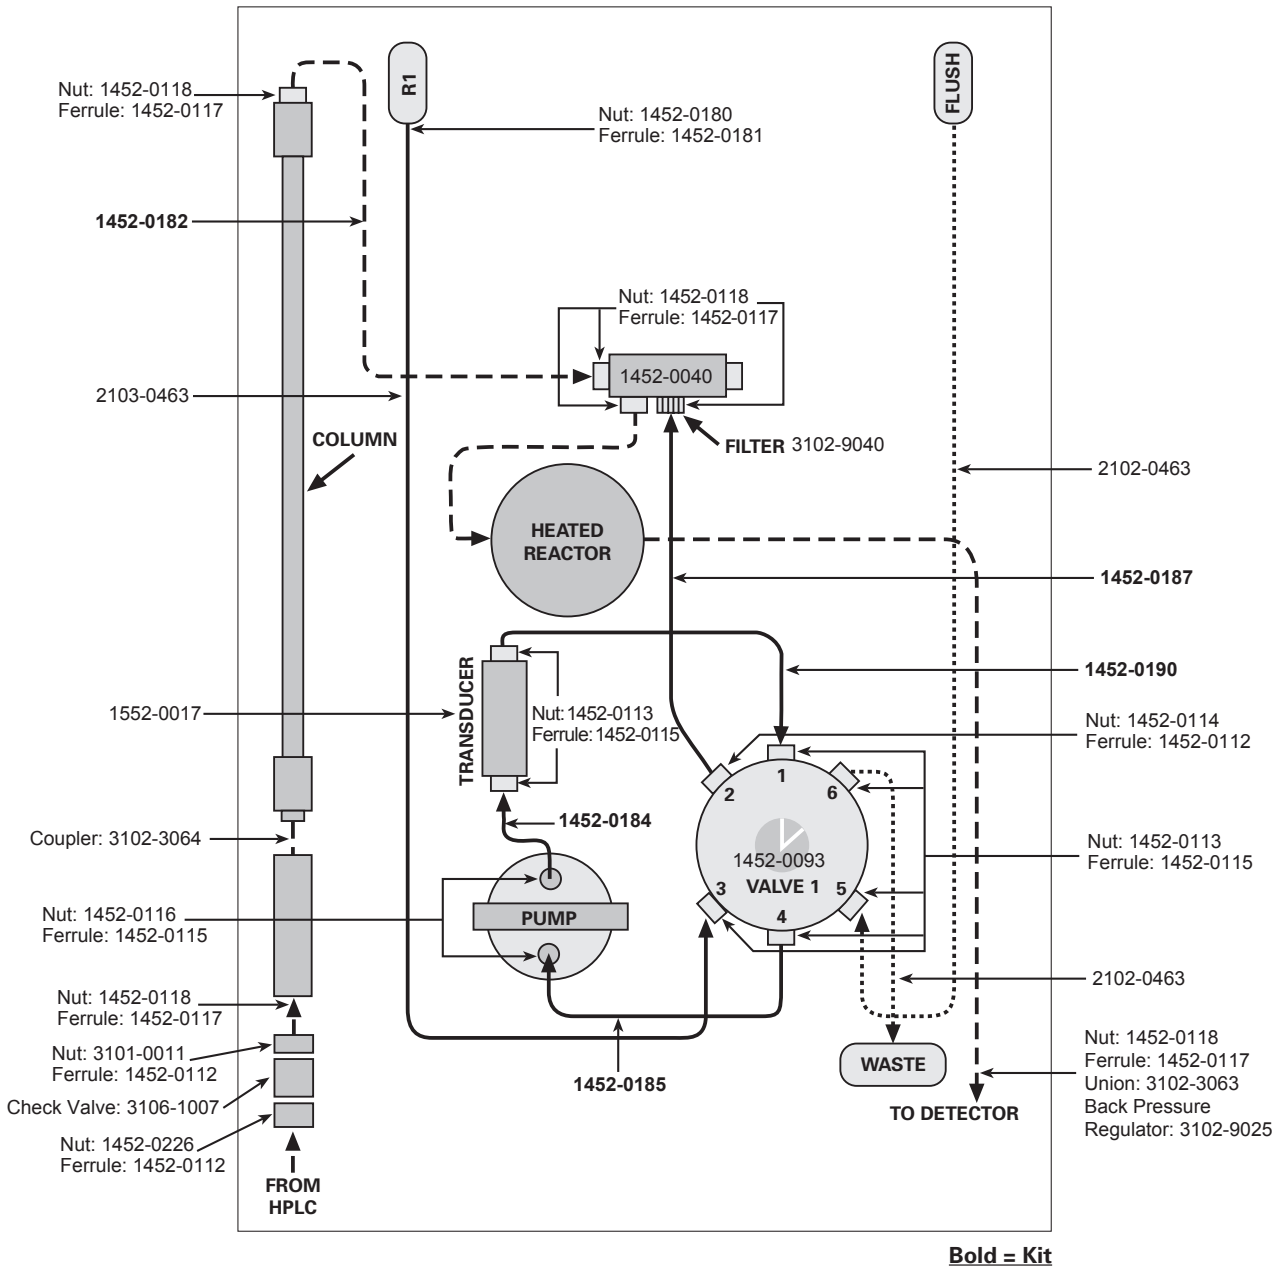 R1
FLUSH
Nut: 1452-0118
Ferrule: 1452-0117
Nut: 1452-0180
Ferrule: 1452-0181
1452-0182
Nut: 1452-0118
Ferrule: 1452-0117
1452-0040
2103-0463
COLUMN
FILTER 3102-9040
2102-0463
HEATED
REACTOR
1452-0187
1452-0190
TRANSDUCER
1552-0017
Nut: 1452-0113
Ferrule: 1452-0115
Nut: 1452-0114
Ferrule: 1452-0112
1
2
6
1452-0184
Coupler: 3102-3064
Nut: 1452-0113
Ferrule: 1452-0115
1452-0093
VALVE 1
3
5
4
Nut: 1452-0116
Ferrule: 1452-0115
PUMP
2102-0463
Nut: 1452-0118
Ferrule: 1452-0117
Nut: 3101-0011
Ferrule: 1452-0112
Check Valve: 3106-1007
Nut: 1452-0226
Ferrule: 1452-0112
1452-0185
WASTE
Nut: 1452-0118
Ferrule: 1452-0117
Union: 3102-3063
Back Pressure
Regulator: 3102-9025
TO DETECTOR
FROM
HPLC
Bold = Kit